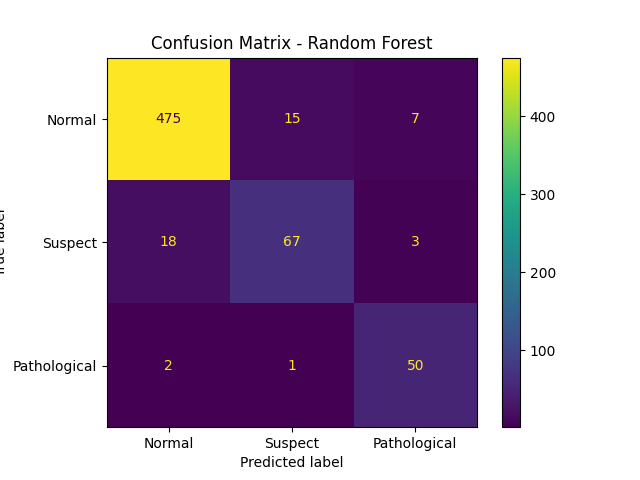 Confusion Matrix - Random Forest
Normal
475
15
7
400
300
Suspect
18
67
3
200
100
Pathological
2
1
50
Normal
Suspect
Pathological
Predicted label